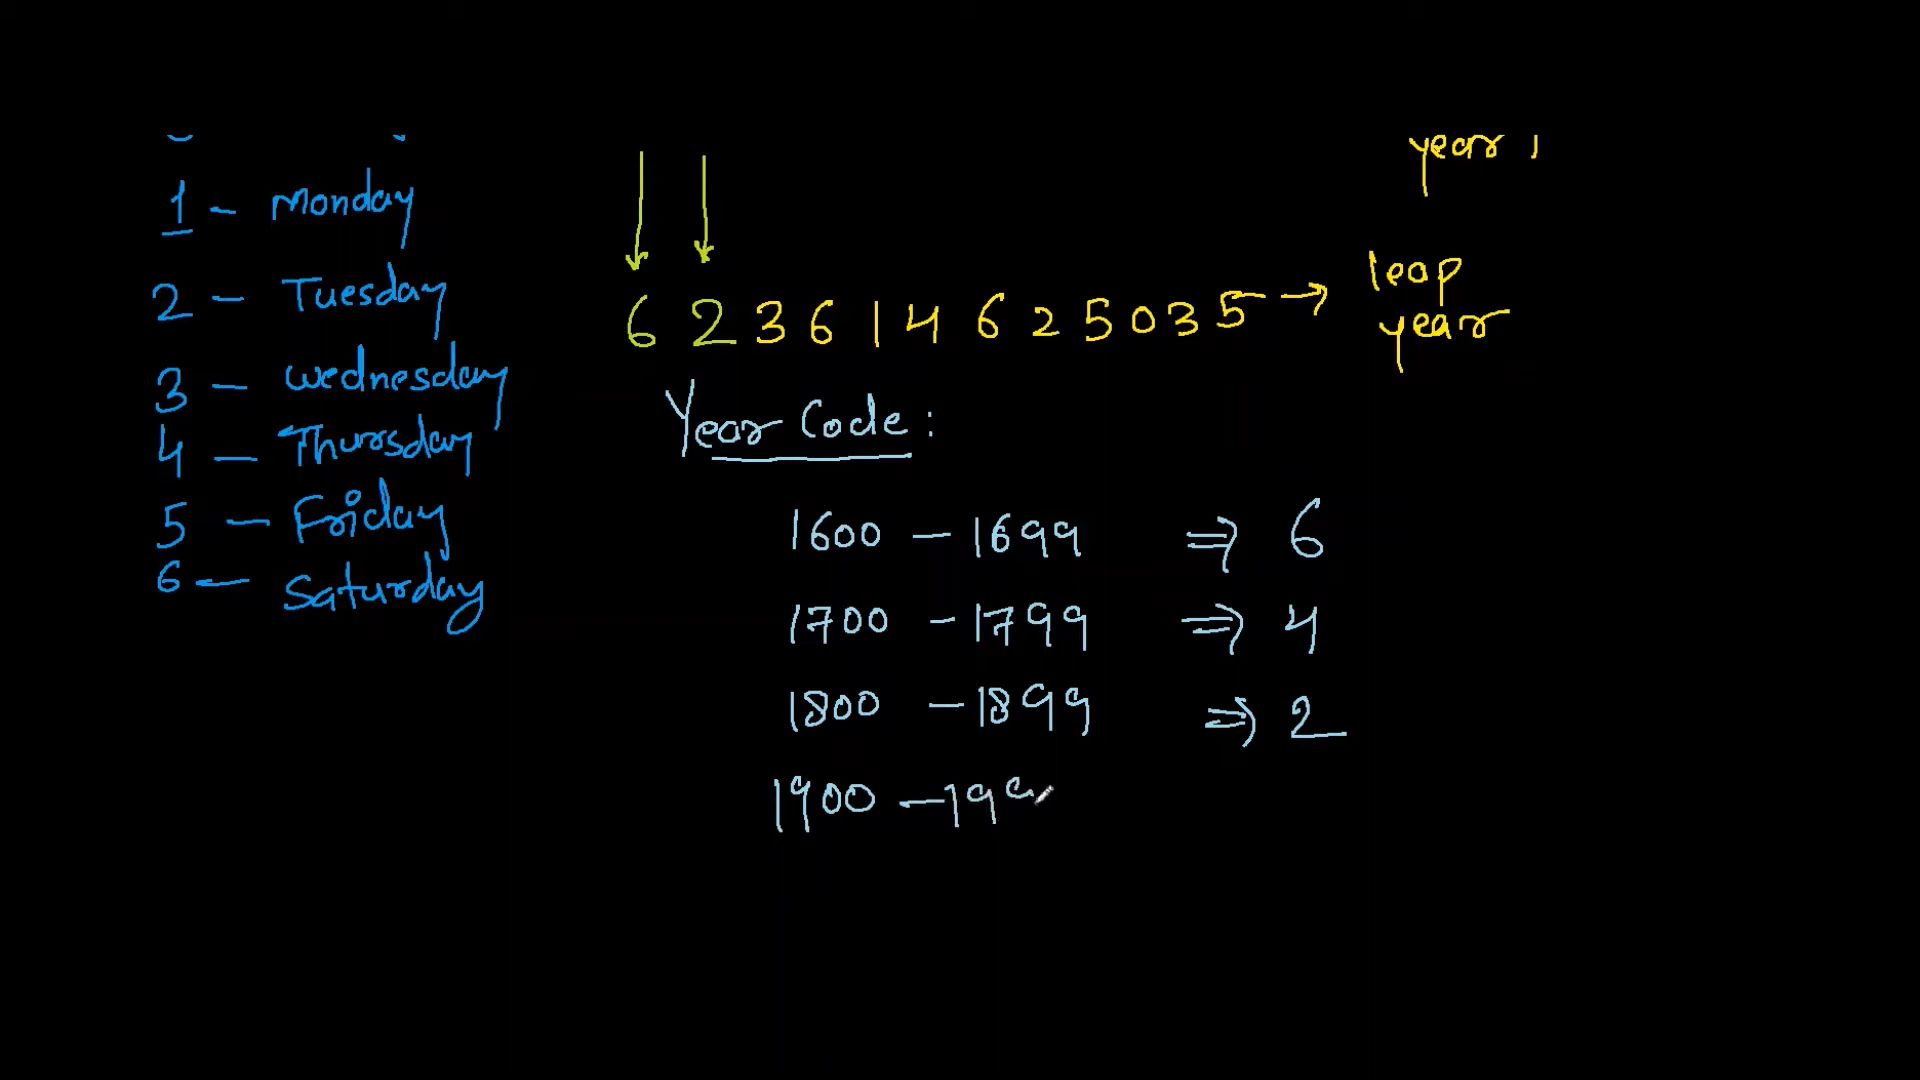 year,
1 - Monday
2 - Tuesday
3 - Wednesday
4 - Thursday
5 - Friday
6 - Saturday
6 2 3 6 1 4 6 2 5 0 3 5 → leap
year
Year Code:
1600 - 1699 ⇒ 6
1700 - 1799 ⇒ 4
1800 - 1899 ⇒ 2
1900 - 199